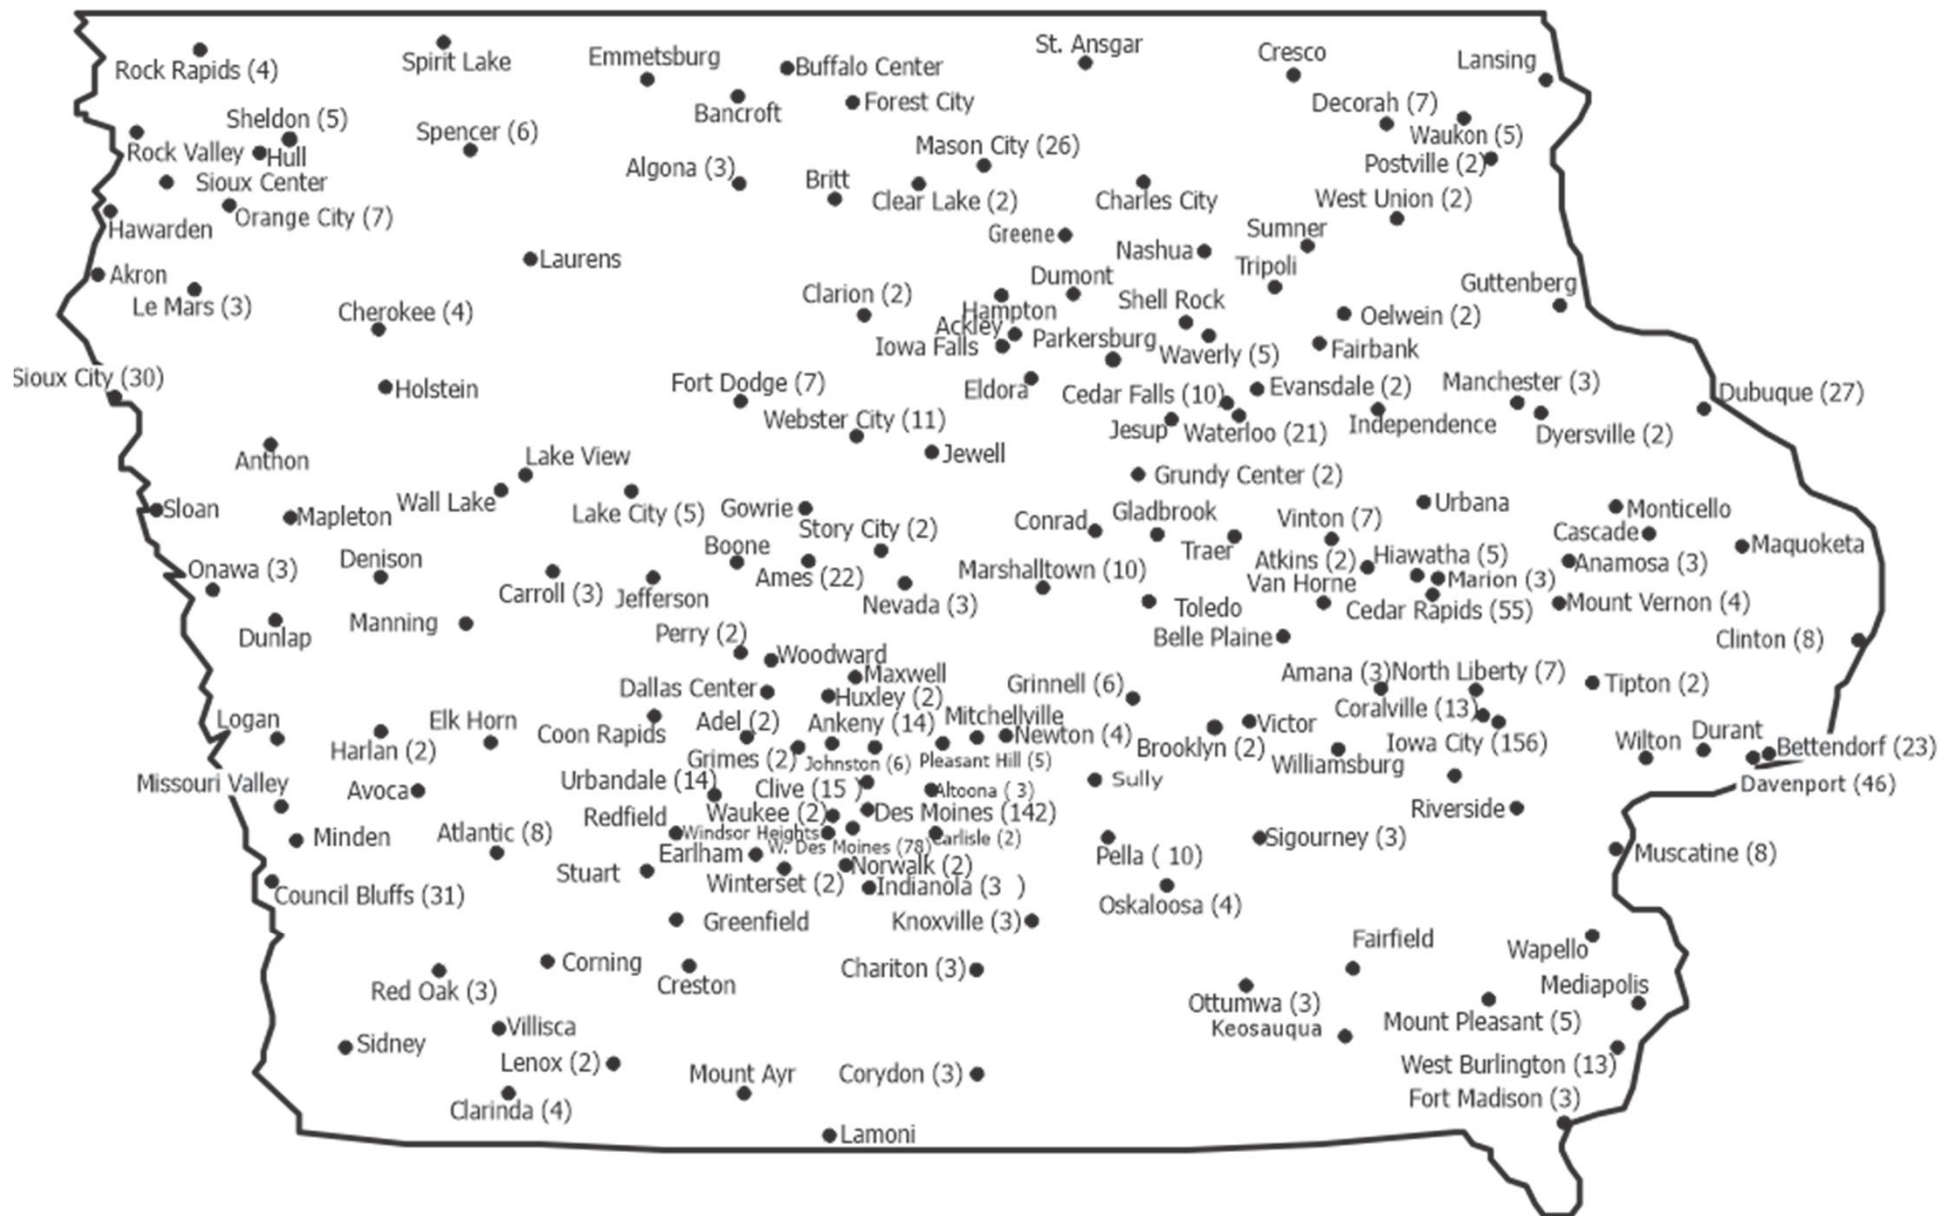 St. Ansgar
Cresco
Emmetsburg
Spirit Lake
Lansing
Buffalo Center
Rock Rapids (4)
Forest City
Decorah (7)
Bancroft
Sheldon (5)
Spencer (6)
Waukon (5)
Mason City (26)
Rock Valley
Hull
Postville (2)
Algona (3)
Britt
Sioux Center
West Union (2)
Clear Lake (2)
Charles City
Orange City (7)
Hawarden
Sumner
Greene
Nashua
Laurens
Tripoli
Akron
Dumont
Guttenberg
Clarion (2)
Shell Rock
Le Mars (3)
Cherokee (4)
Hampton
Oelwein (2)
Ackley
Parkersburg
Iowa Falls
Waverly (5)
Fairbank
Sioux City (30)
Fort Dodge (7)
Manchester (3)
Holstein
Eldora
Cedar Falls (10)
Evansdale (2)
Dubuque (27)
Webster City (11)
Independence
Jesup
Waterloo (21)
Dyersville (2)
Jewell
Lake View
Anthon
Grundy Center (2)
Wall Lake
Urbana
Sloan
Mapleton
Lake City (5)
Gowrie
Monticello
Gladbrook
Conrad
Vinton (7)
Story City (2)
Cascade
Boone
Traer
Maquoketa
Denison
Atkins (2)
Hiawatha (5)
Anamosa (3)
Onawa (3)
Marshalltown (10)
Ames (22)
Van Horne
Marion (3)
Carroll (3)
Jefferson
Nevada (3)
Toledo
Cedar Rapids (55)
Mount Vernon (4)
Manning
Dunlap
Perry (2)
Belle Plaine
Clinton (8)
Woodward
Maxwell
Amana (3)
North Liberty (7)
Dallas Center
Huxley (2)
Grinnell (6)
Tipton (2)
Logan
Elk Horn
Adel (2)
Ankeny (14)
Mitchellville
Coralville (13)
Coon Rapids
Newton (4)
Victor
Harlan (2)
Brooklyn (2)
Iowa City (156)
Wilton
Durant
Bettendorf (23)
Grimes (2)
Johnston (6)
Pleasant Hill (5)
Williamsburg
Missouri Valley
Urbandale (14)
Sully
Davenport (46)
Avoca
Clive (15 )
Altoona ( 3)
Redfield
Waukee (2)
Des Moines (142)
Riverside
Minden
Atlantic (8)
Windsor Heights
Carlisle (2)
Sigourney (3)
W. Des Moines (78)
Earlham
Pella ( 10)
Muscatine (8)
Stuart
Norwalk (2)
Council Bluffs (31)
Winterset (2)
Indianola (3 )
Oskaloosa (4)
Greenfield
Knoxville (3)
Fairfield
Wapello
Corning
Chariton (3)
Red Oak (3)
Creston
Mediapolis
Ottumwa (3)
Mount Pleasant (5)
Villisca
Keosauqua
Sidney
Lenox (2)
West Burlington (13)
Mount Ayr
Corydon (3)
Fort Madison (3)
Clarinda (4)
Lamoni